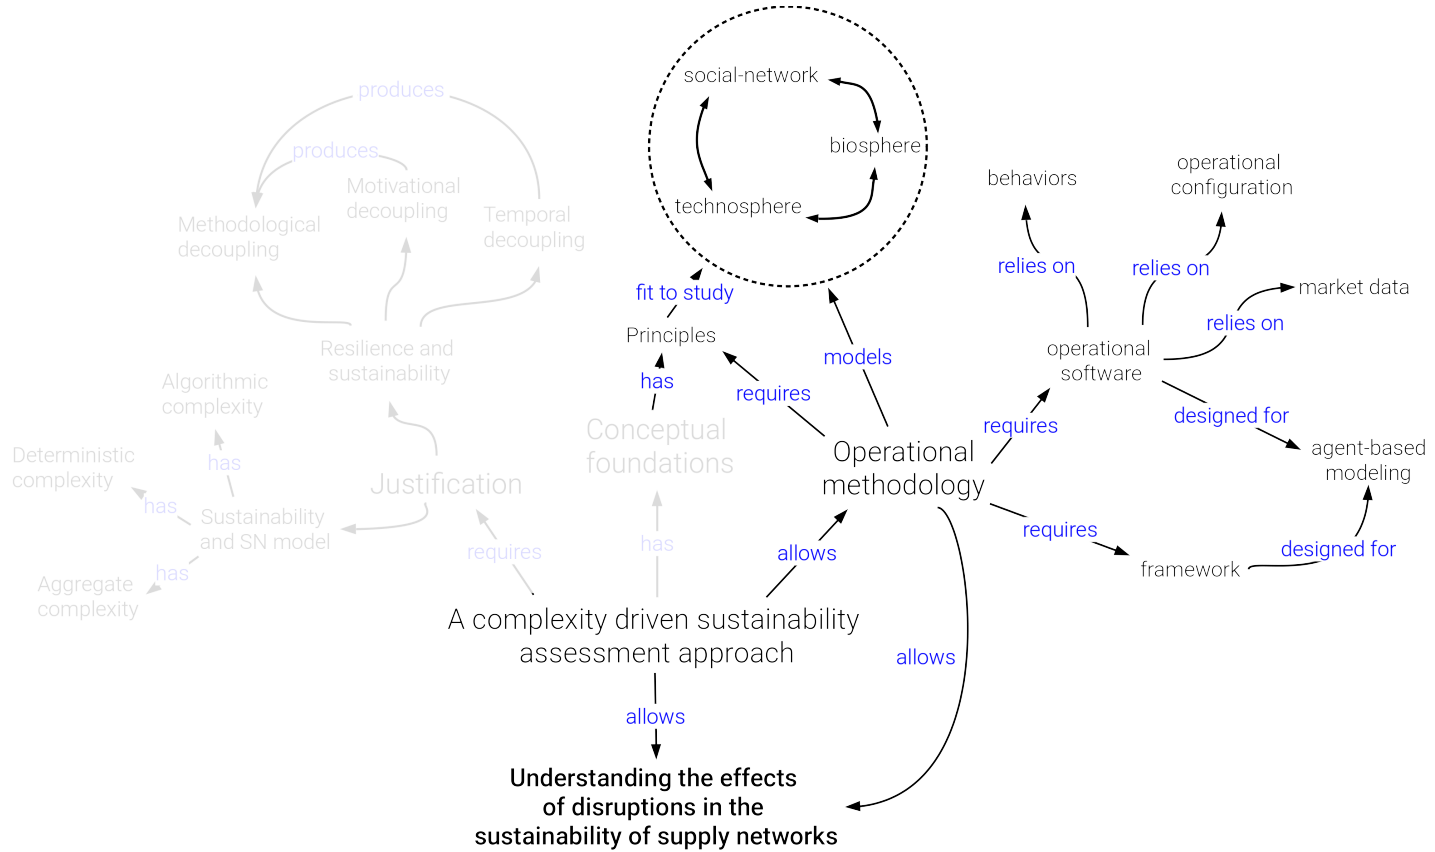 produces
produces
Motivational
decoupling
Methodological
decoupling
Temporal
decoupling
Resilience and
sustainability
Algorithmic
complexity
has
Deterministic
complexity
has
Sustainability
and SN model
has
Aggregate
complexity
Justification
requires
social-network
biosphere
technosphere
fit to study
Principles
has
Conceptual
foundations
has
models
requires
Operational
methodology
allows
behaviors
operational
configuration
relies on
relies on
market data
relies on
operational
software
requires
designed for
agent-based
modeling
requires
designed for
framework
A complexity driven sustainability
assessment approach
allows
allows
Understanding the effects
of disruptions in the
sustainability of supply networks